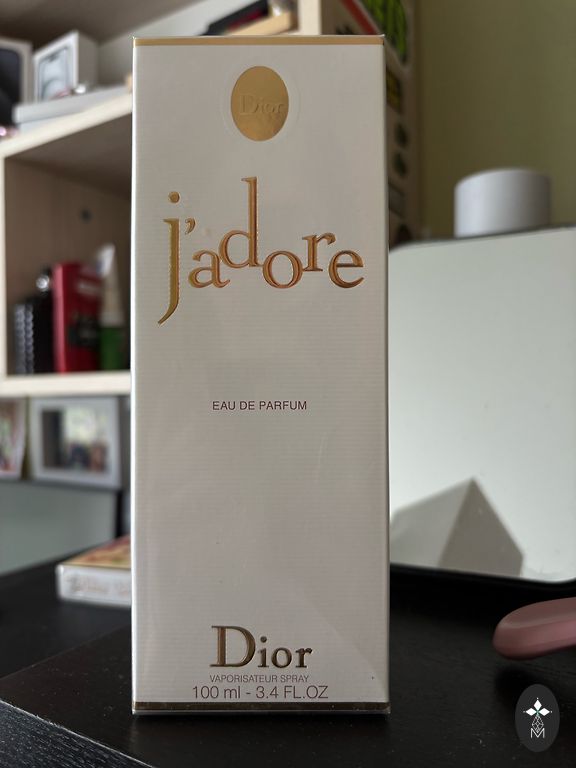 Dior
j'adore
EAU DE PARFUM
Dior
VAPORISATEUR SPRAY
100 ml - 3.4 FL.OZ